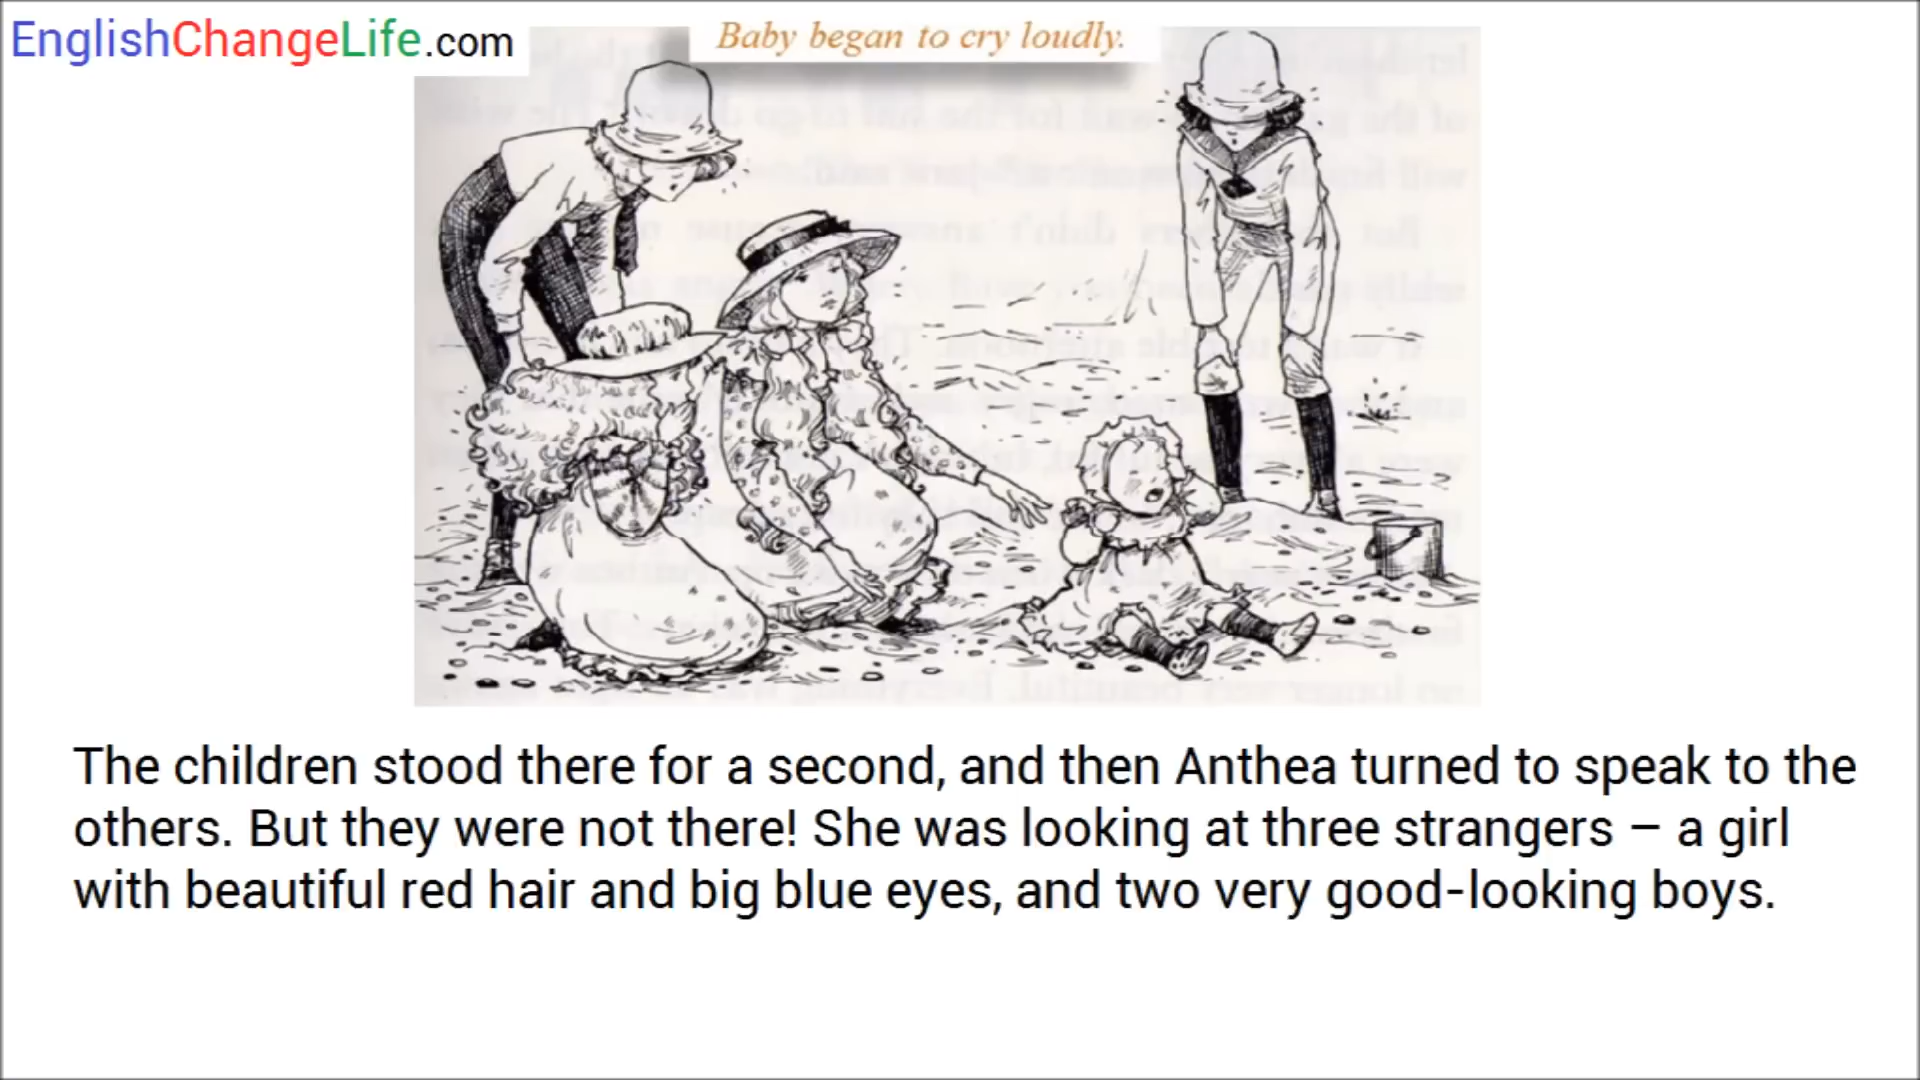 EnglishChangeLife.com
Baby began to cry loudly.
The children stood there for a second, and then Anthea turned to speak to the
others. But they were not there! She was looking at three strangers – a girl
with beautiful red hair and big blue eyes, and two very good-looking boys.